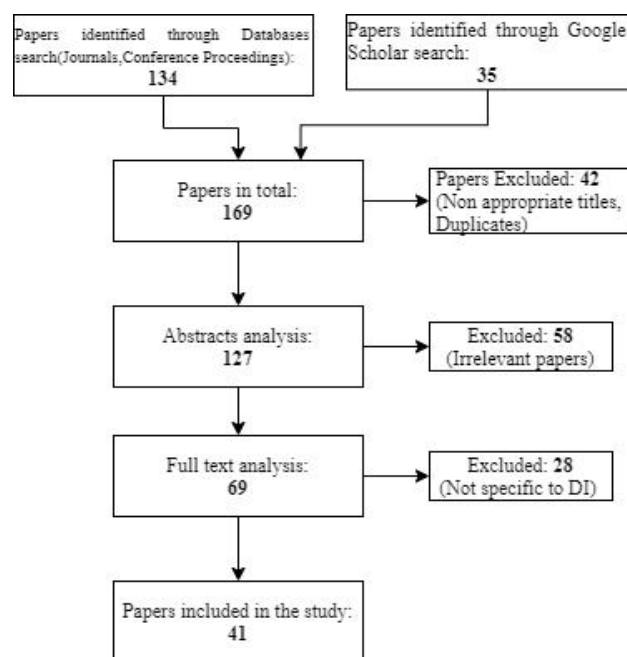 Papers identified through Databases
search(Journals,Conference Proceedings):
134
Papers identified through Google
Scholar search:
35
Papers in total:
169
Papers Excluded: 42
(Non appropriate titles,
Duplicates)
Abstracts analysis:
127
Excluded: 58
(Irrelevant papers)
Full text analysis:
69
Excluded: 28
(Not specific to DI)
Papers included in the study:
41